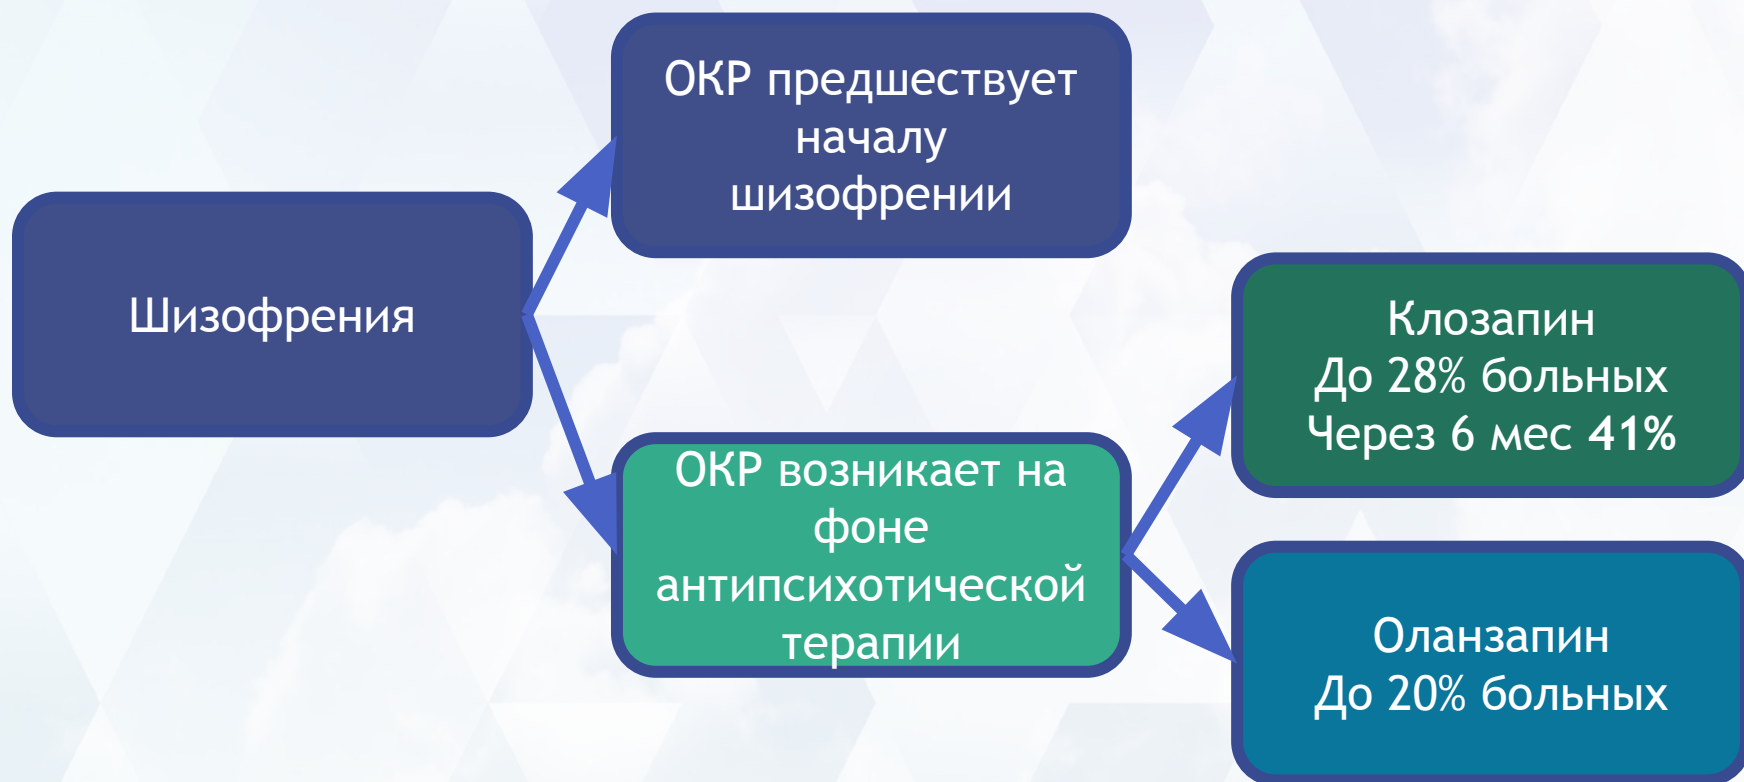 ОКР предшествует
началу
шизофрении
Шизофрения
ОКР возникает на
фоне
антипсихотической
терапии
Клозапин
До 28% больных
Через 6 мес 41%
Оланзапин
До 20% больных